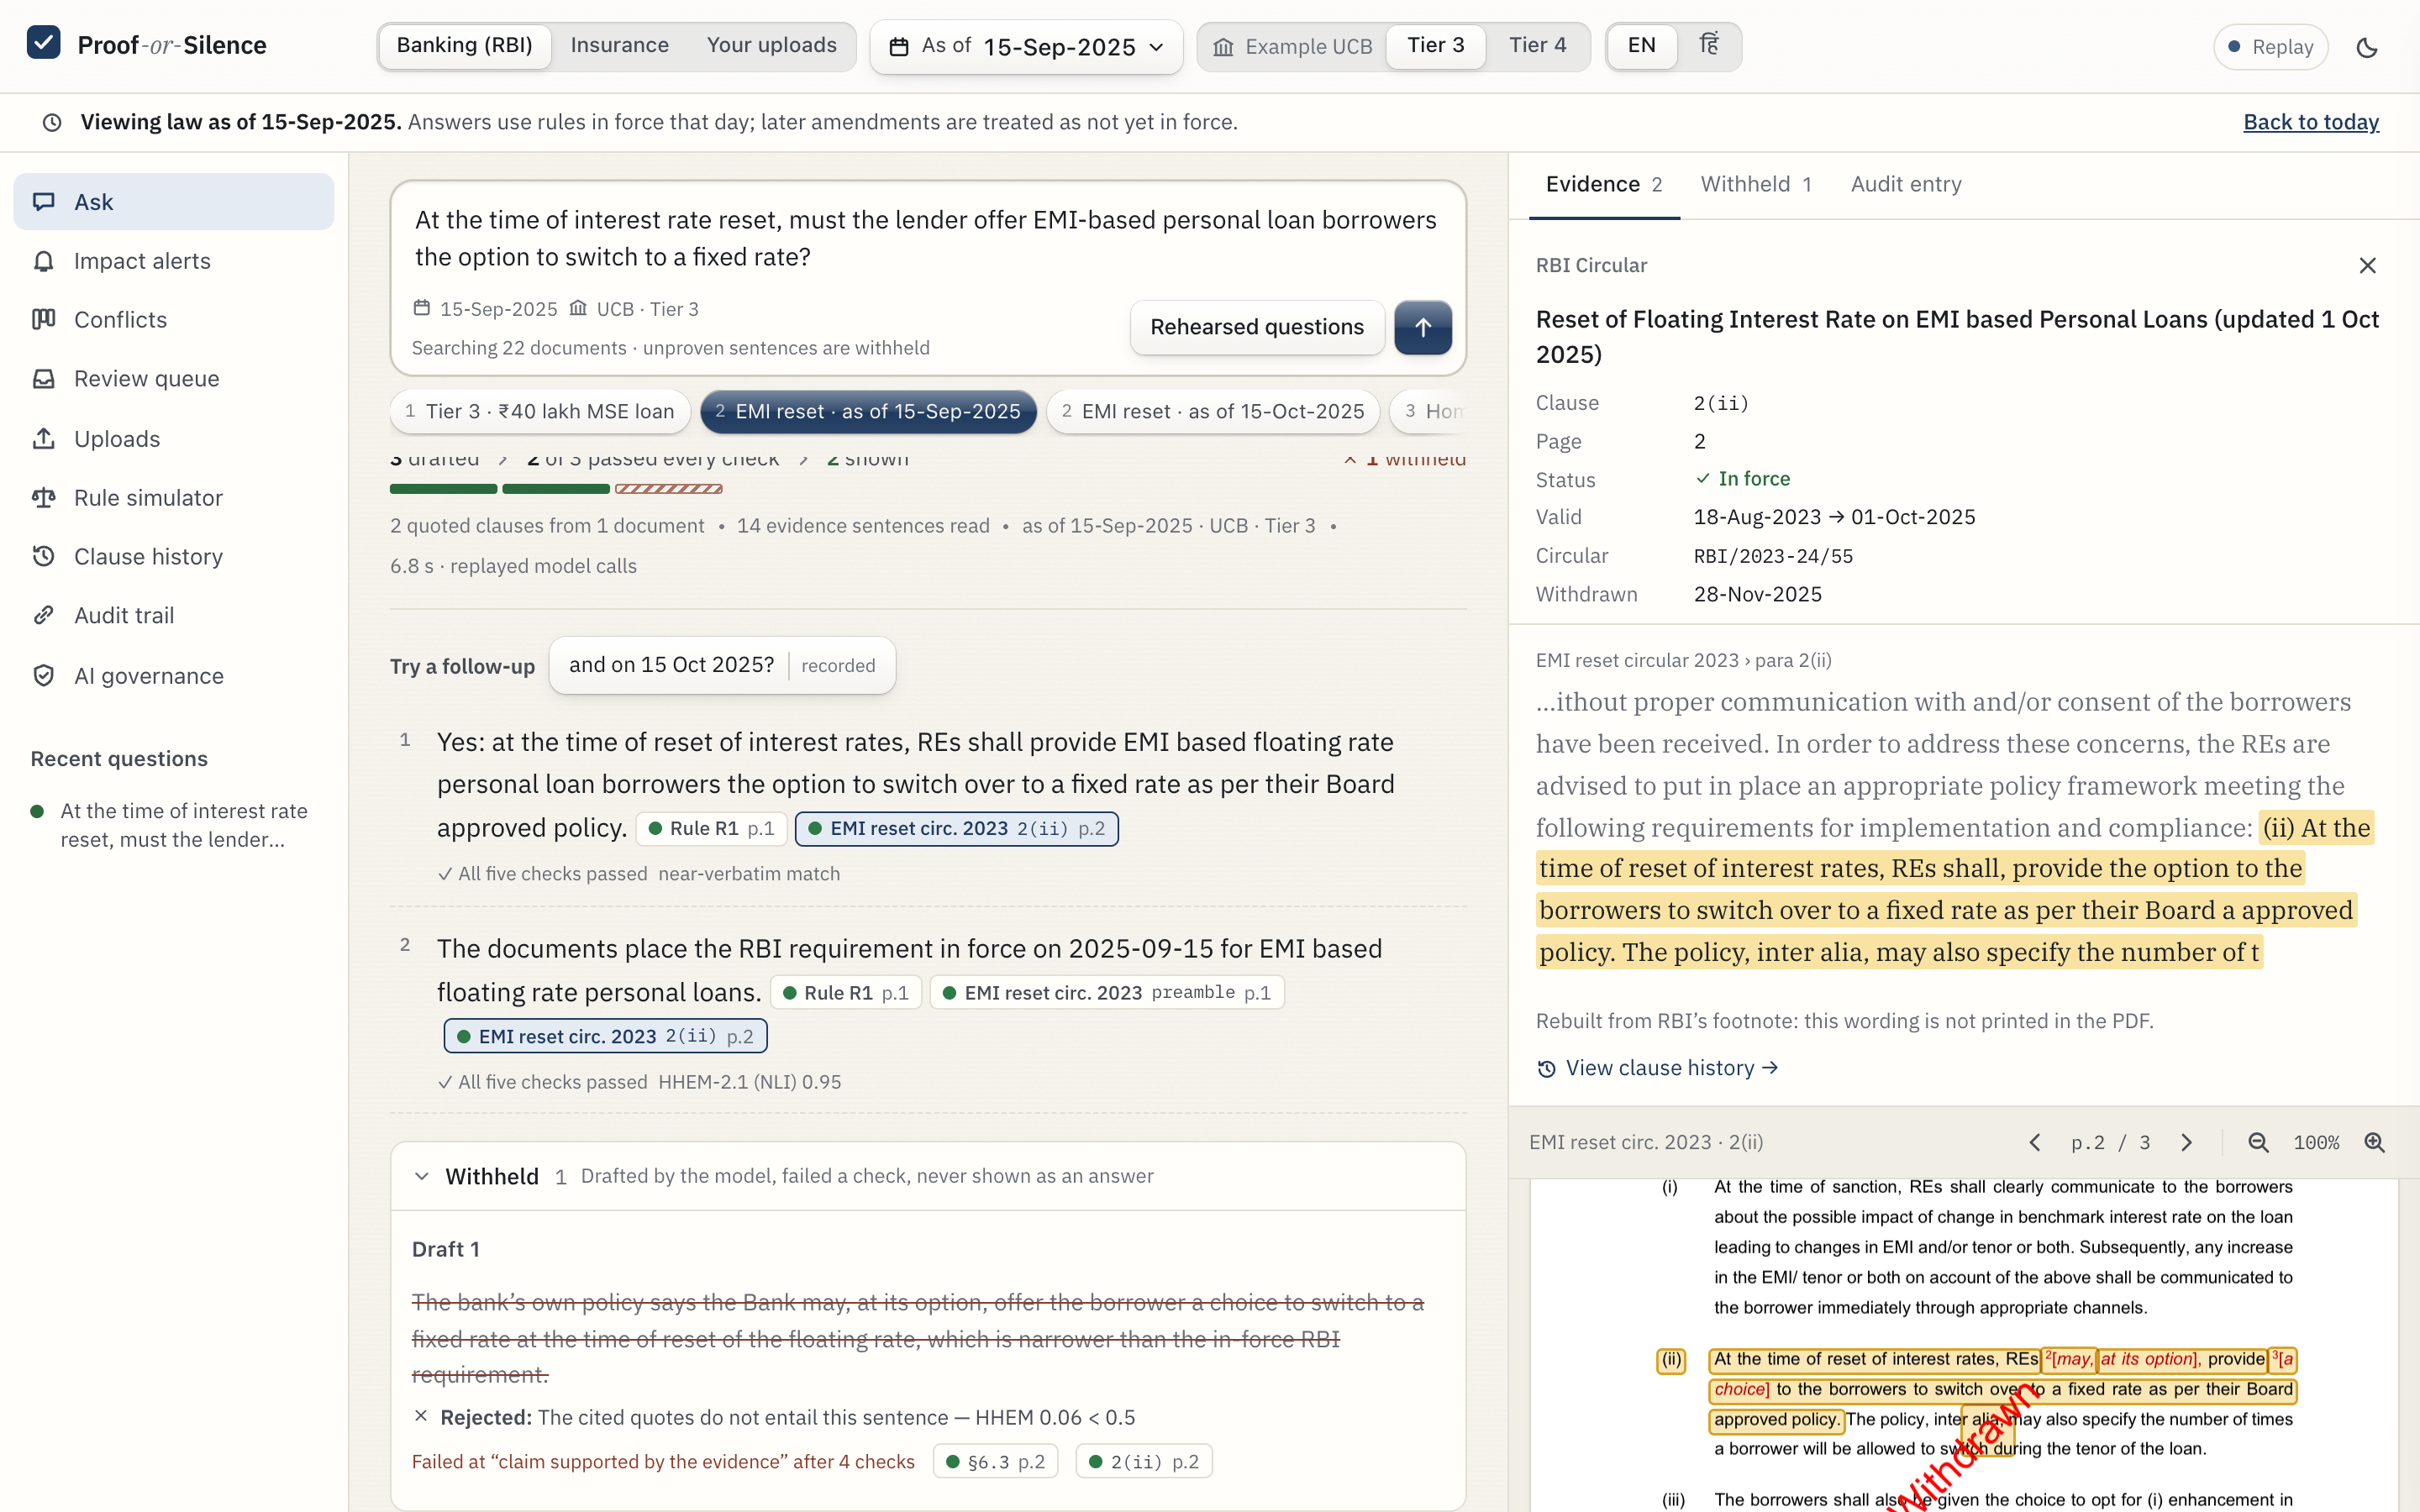 Proof-or-Silence
Banking (RBI) Insurance Your uploads
As of 15-Sep-2025
Example UCB Tier 3 Tier 4
EN हिं
Replay
Viewing law as of 15-Sep-2025. Answers use rules in force that day; later amendments are treated as not yet in force.
Back to today
Ask
Impact alerts
Conflicts
Review queue
Uploads
Rule simulator
Clause history
Audit trail
AI governance
Recent questions
At the time of interest rate
reset, must the lender...
At the time of interest rate reset, must the lender offer EMI-based personal loan borrowers
the option to switch to a fixed rate?
15-Sep-2025 UCB · Tier 3
Searching 22 documents · unproven sentences are withheld
Rehearsed questions
1 Tier 3 · ₹40 lakh MSE loan
2 EMI reset · as of 15-Sep-2025
2 EMI reset · as of 15-Oct-2025
3 Hom
3 drafted › 2 of 3 passed every check › 2 shown
1 withheld
2 quoted clauses from 1 document • 14 evidence sentences read • as of 15-Sep-2025 · UCB · Tier 3 •
6.8 s · replayed model calls
Try a follow-up and on 15 Oct 2025? recorded
1 Yes: at the time of reset of interest rates, REs shall provide EMI based floating rate
personal loan borrowers the option to switch over to a fixed rate as per their Board
approved policy. Rule R1 p.1 EMI reset circ. 2023 2(ii) p.2
✓ All five checks passed near-verbatim match
2 The documents place the RBI requirement in force on 2025-09-15 for EMI based
floating rate personal loans. Rule R1 p.1 EMI reset circ. 2023 preamble p.1
EMI reset circ. 2023 2(ii) p.2
✓ All five checks passed HHEM-2.1 (NLI) 0.95
Withheld 1 Drafted by the model, failed a check, never shown as an answer
Draft 1
The bank’s own policy says the Bank may, at its option, offer the borrower a choice to switch to a
fixed rate at the time of reset of the floating rate, which is narrower than the in-force RBI
requirement.
× Rejected: The cited quotes do not entail this sentence — HHEM 0.06 < 0.5
Failed at “claim supported by the evidence” after 4 checks §6.3 p.2 2(ii) p.2
Evidence 2 Withheld 1 Audit entry
RBI Circular
Reset of Floating Interest Rate on EMI based Personal Loans (updated 1 Oct
2025)
Clause 2(ii)
Page 2
Status ✓ In force
Valid 18-Aug-2023 → 01-Oct-2025
Circular RBI/2023-24/55
Withdrawn 28-Nov-2025
EMI reset circular 2023 › para 2(ii)
...ithout proper communication with and/or consent of the borrowers
have been received. In order to address these concerns, the REs are
advised to put in place an appropriate policy framework meeting the
following requirements for implementation and compliance: (ii) At the
time of reset of interest rates, REs shall, provide the option to the
borrowers to switch over to a fixed rate as per their Board a approved
policy. The policy, inter alia, may also specify the number of t
Rebuilt from RBI’s footnote: this wording is not printed in the PDF.
View clause history →
EMI reset circ. 2023 · 2(ii)
p.2 / 3
100%
(i) At the time of sanction, REs shall clearly communicate to the borrowers
about the possible impact of change in benchmark interest rate on the loan
leading to changes in EMI and/or tenor or both. Subsequently, any increase
in the EMI/ tenor or both on account of the above shall be communicated to
the borrower immediately through appropriate channels.
(ii) At the time of reset of interest rates, REs 2[may, at its option], provide 3[a
choice] to the borrowers to switch over to a fixed rate as per their Board
approved policy. The policy, inter alia, may also specify the number of times
a borrower will be allowed to switch during the tenor of the loan.
(iii) The borrowers shall also be given the choice to opt for (i) enhancement in
Withdrawn